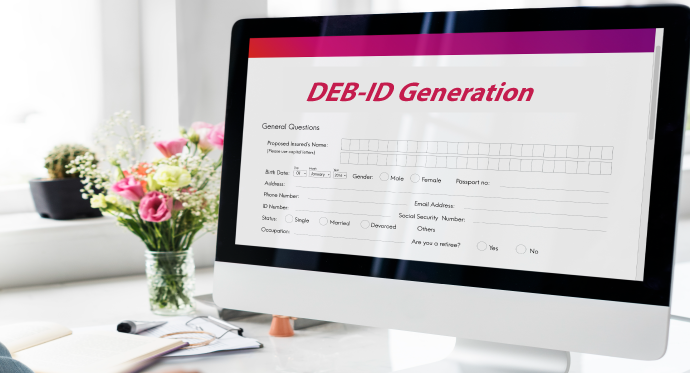 DEB-ID Generation
General Questions
Proposed Insured's Name:
(Please use capital letters)
Birth Date: Gender: Male Female Passport no:
Address:
Phone Number: Email Address:
ID Number: Social Security Number:
Status: Single Married Devorced Others
Occupation: Are you a retiree? Yes No